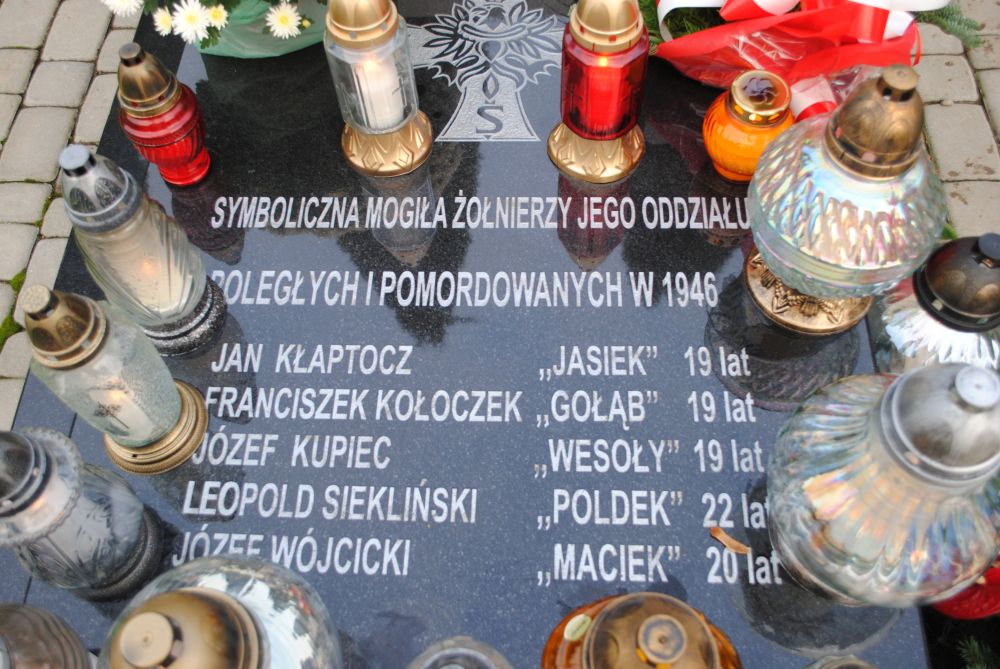 Ś
SYMBOLICZNA MOGIŁA ŻOŁNIERZY JEGO ODDZIAŁU
POLEGŁYCH I POMORDOWANYCH W 1946
JAN KŁAPTOCZ „JASIEK” 19 lat
FRANCISZEK KOŁOCZEK „GOŁĄB” 19 lat
JÓZEF KUPIEC „WESOŁY” 19 lat
LEOPOLD SIEKLIŃSKI „POLDEK” 22 lat
JÓZEF WÓJCICKI „MACIEK” 20 lat